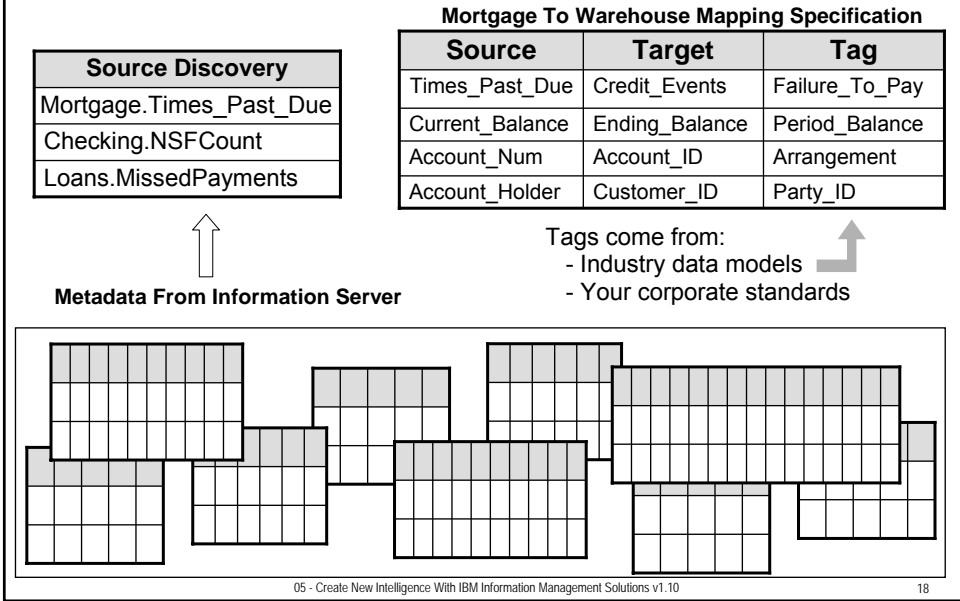 Mortgage To Warehouse Mapping Specification
Source Discovery
Mortgage.Times_Past_Due
Checking.NSFCount
Loans.MissedPayments
Source Target Tag
Times_Past_Due Credit_Events Failure_To_Pay
Current_Balance Ending_Balance Period_Balance
Account_Num Account_ID Arrangement
Account_Holder Customer_ID Party_ID
Metadata From Information Server
Tags come from:
- Industry data models
- Your corporate standards
05 - Create New Intelligence With IBM Information Management Solutions v1.10 18